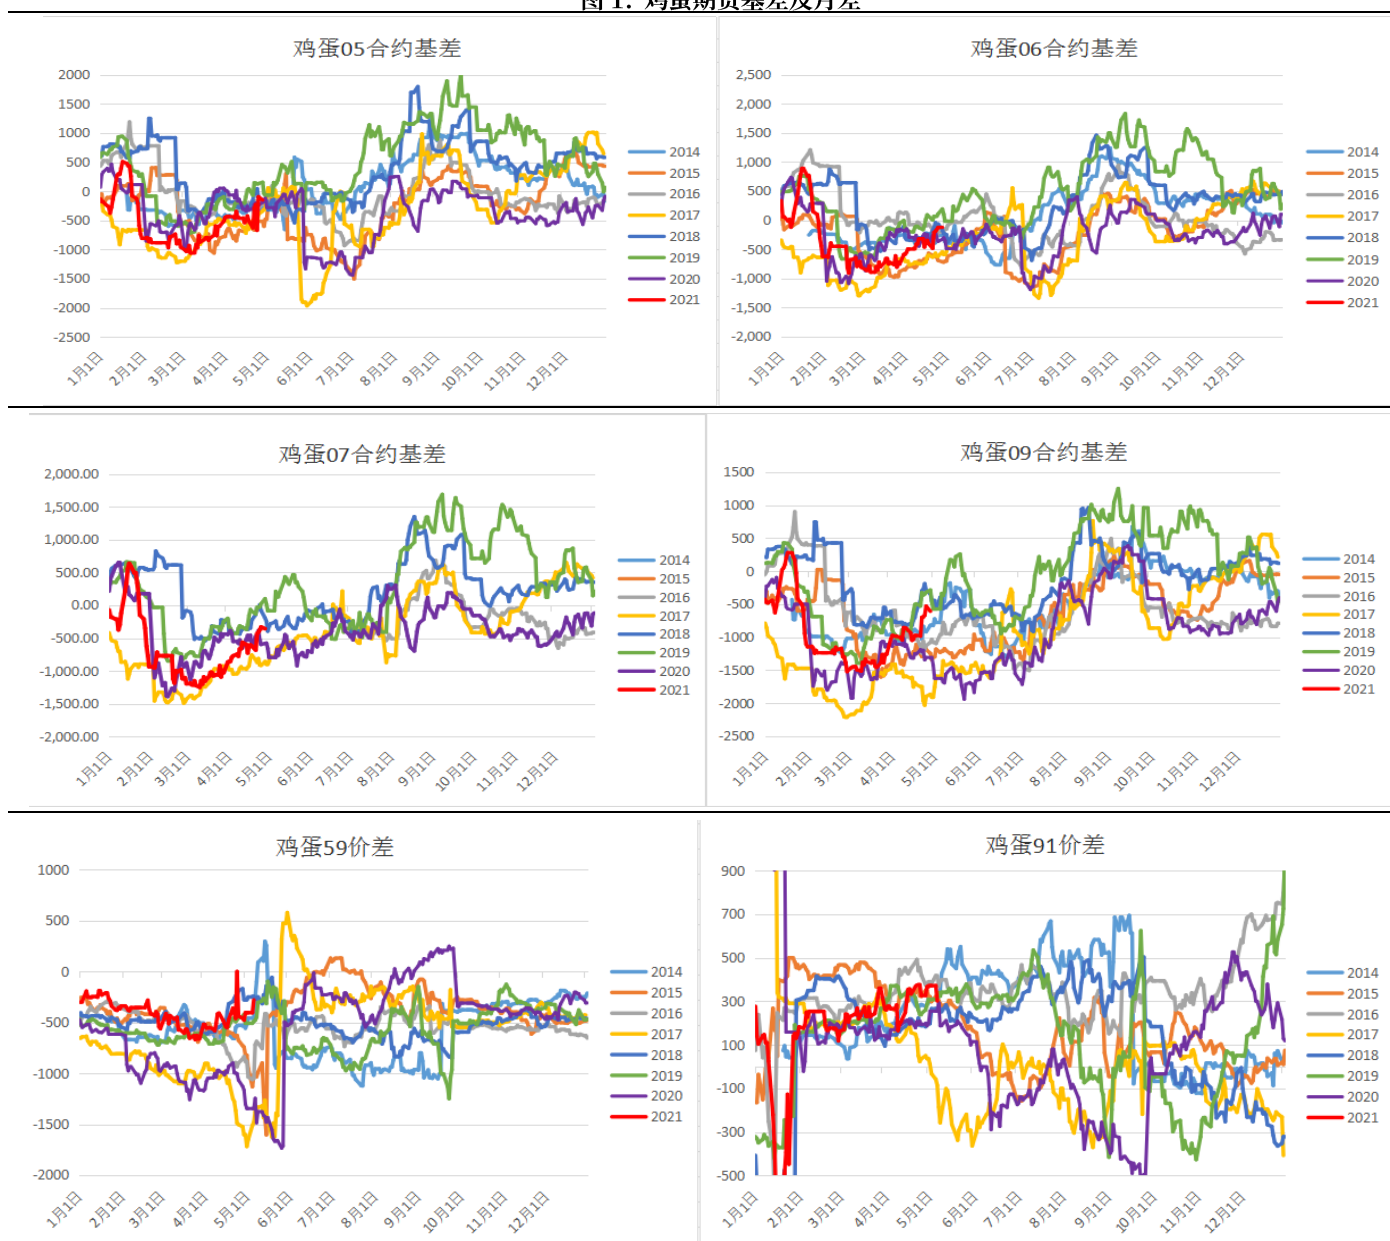 图 1：鸡蛋期货基差及月差
鸡蛋05合约基差
2000
1500
1000
500
0
-500
-1000
-1500
-2000
-2500
1月1日
2月1日
3月1日
4月1日
5月1日
6月1日
7月1日
8月1日
9月1日
10月1日
11月1日
12月1日
2014
2015
2016
2017
2018
2019
2020
2021
鸡蛋06合约基差
2,500
2,000
1,500
1,000
500
0
-500
-1,000
-1,500
-2,000
1月1日
2月1日
3月1日
4月1日
5月1日
6月1日
7月1日
8月1日
9月1日
10月1日
11月1日
12月1日
2014
2015
2016
2017
2018
2019
2020
2021
鸡蛋07合约基差
2,000.00
1,500.00
1,000.00
500.00
0.00
-500.00
-1,000.00
-1,500.00
-2,000.00
1月1日
2月1日
3月1日
4月1日
5月1日
6月1日
7月1日
8月1日
9月1日
10月1日
11月1日
12月1日
2014
2015
2016
2017
2018
2019
2020
2021
鸡蛋09合约基差
1500
1000
500
0
-500
-1000
-1500
-2000
-2500
1月1日
2月1日
3月1日
4月1日
5月1日
6月1日
7月1日
8月1日
9月1日
10月1日
11月1日
12月1日
2014
2015
2016
2017
2018
2019
2020
2021
鸡蛋59价差
1000
500
0
-500
-1000
-1500
-2000
1月1日
2月1日
3月1日
4月1日
5月1日
6月1日
7月1日
8月1日
9月1日
10月1日
11月1日
12月1日
2014
2015
2016
2017
2018
2019
2020
2021
鸡蛋91价差
900
700
500
300
100
-100
-300
-500
1月1日
2月1日
3月1日
4月1日
5月1日
6月1日
7月1日
8月1日
9月1日
10月1日
11月1日
12月1日
2014
2015
2016
2017
2018
2019
2020
2021